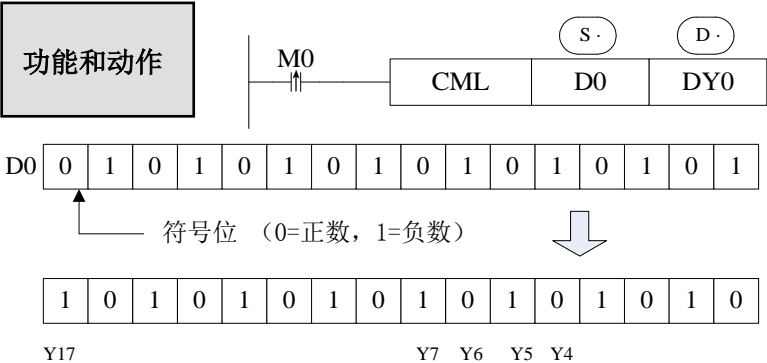 功能和动作
M0
S · D ·
CML D0 DY0
D0 0 1 0 1 0 1 0 1 0 1 0 1 0 1 0 1
符号位 （0=正数，1=负数）
1 0 1 0 1 0 1 0 1 0 1 0 1 0 1 0
Y17 Y7 Y6 Y5 Y4